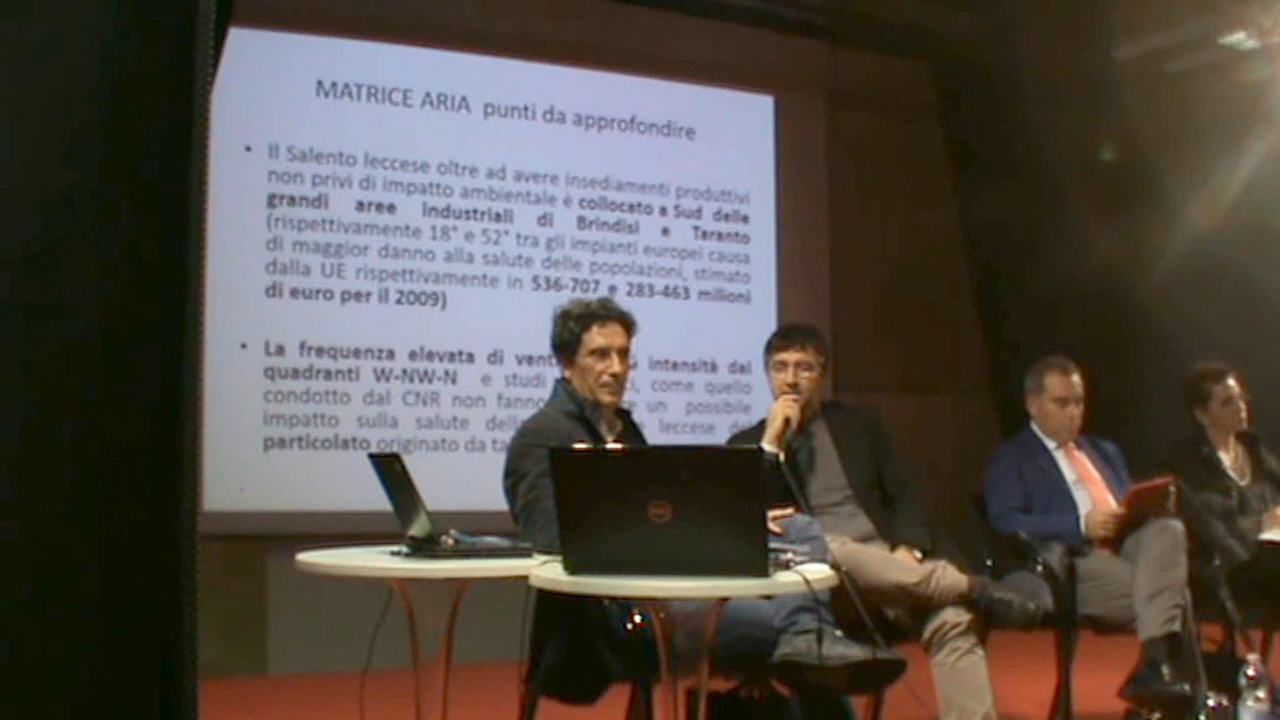 MATRICE ARIA punti da approfondire
• Il Salento leccese oltre ad avere insediamenti produttivi
non privi di impatto ambientale è collocato a Sud delle
grandi aree industriali di Brindisi e Taranto
(rispettivamente 18° e 52° tra gli impianti europei causa
di maggior danno alla salute delle popolazioni, stimato
dalla UE rispettivamente in 536-707 e 283-463 milioni
di euro per il 2009)
• La frequenza elevata di vent intensità dai
quadranti W-NW-N e studi come quello
condotto dal CNR non fanno un possibile
impatto sulla salute dell leccese de
particolato originato da ta
DELL